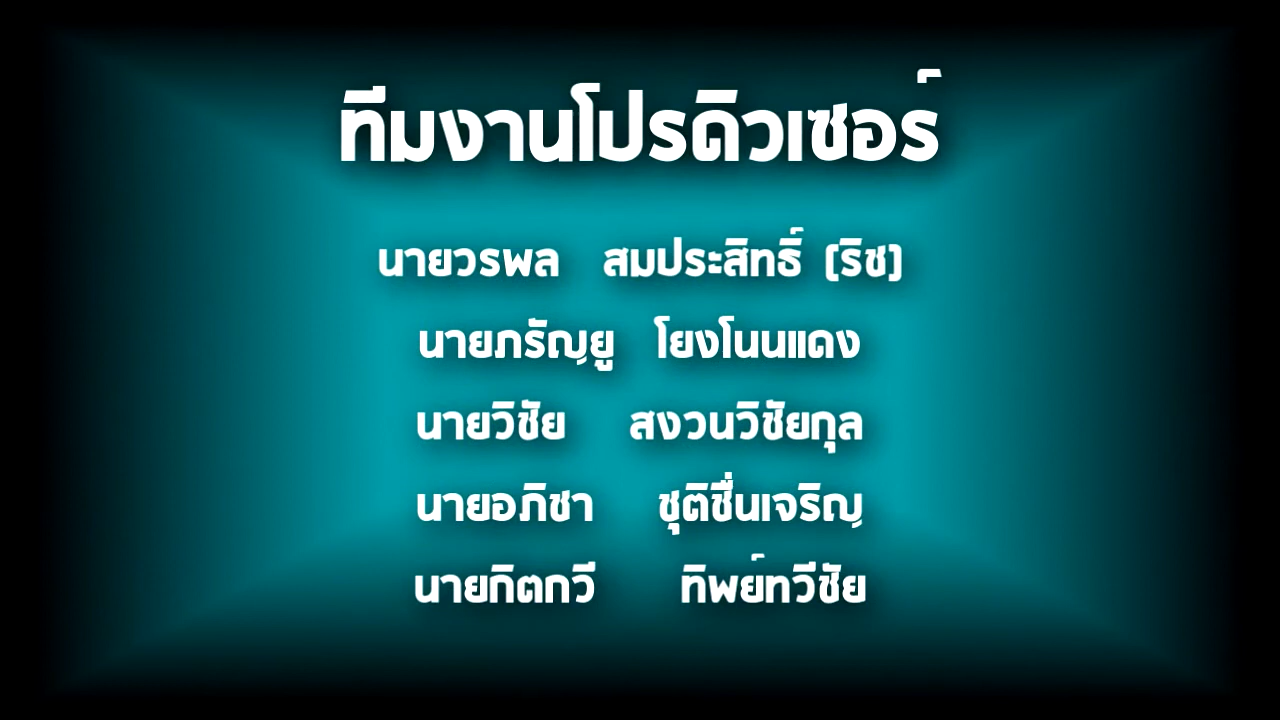 ทีมงานโปรดิวเซอร์
นายวรพล สมประสิทธิ์ (ริช)
นายภรัญยู โยงโนนแดง
นายวิชัย สงวนวิชัยกุล
นายอภิชา ชุติชื่นเจริญ
นายกิตกวี ทิพย์ทวีชัย